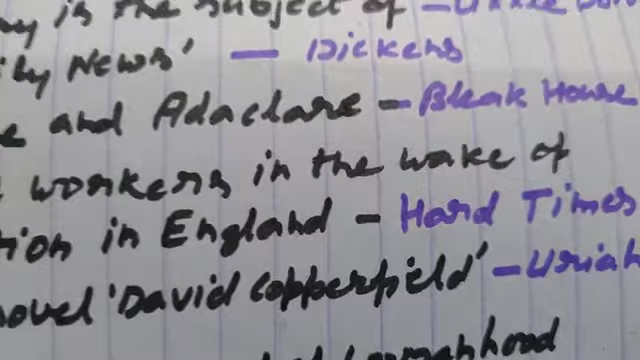 is the subject of -
News' — Dickens
and Adaclare - Bleak House
workers in the wake of
tion in England - Hard Times
novel 'David Copperfield' - Uriah